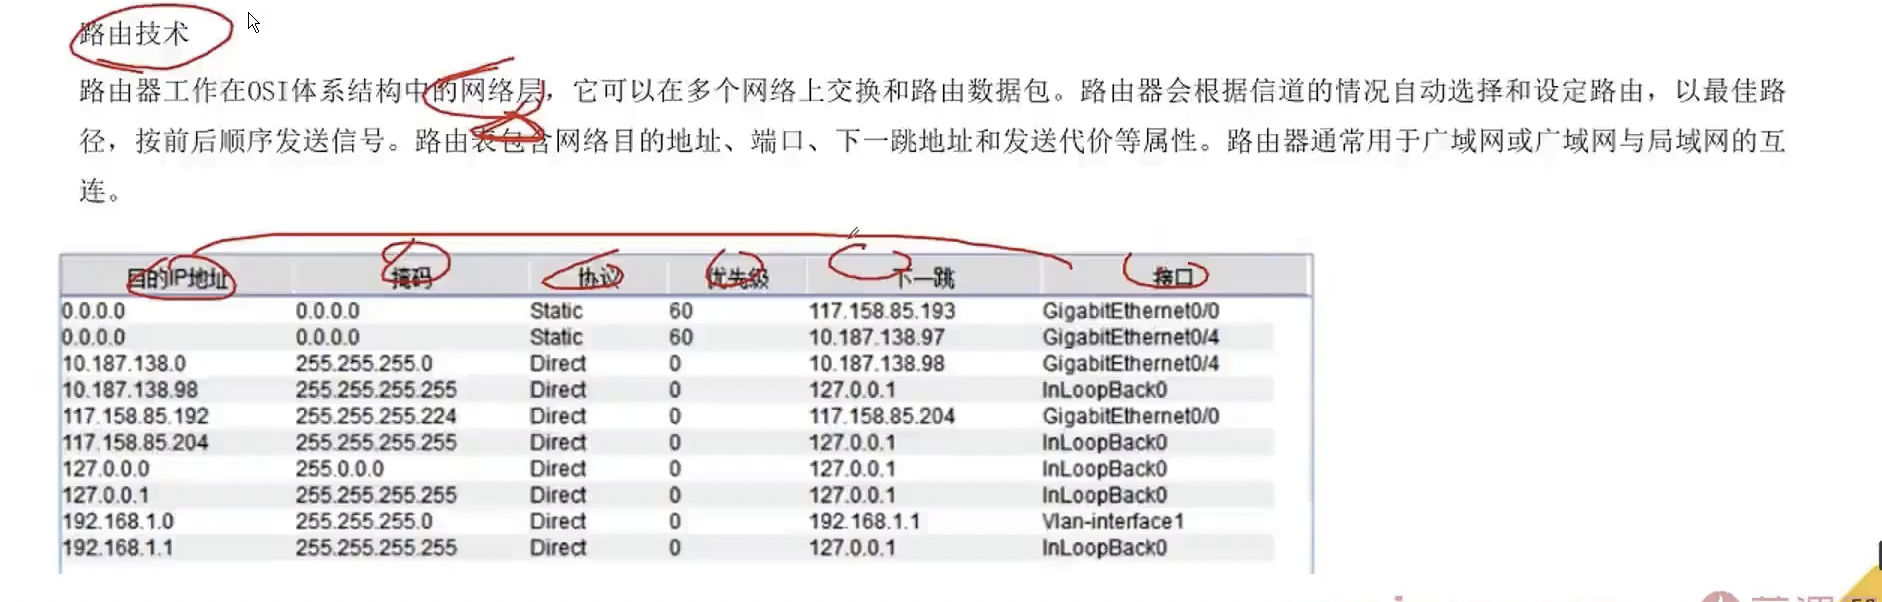 路由技术
路由器工作在OSI体系结构中的网络层，它可以在多个网络上交换和路由数据包。路由器会根据信道的情况自动选择和设定路由，以最佳路
径，按前后顺序发送信号。路由表包含网络目的地址、端口、下一跳地址和发送代价等属性。路由器通常用于广域网或广域网与局域网的互
连。
目的IP地址 掩码 协议 优先级 下一跳 接口
0.0.0.0 0.0.0.0 Static 60 117.158.85.193 GigabitEthernet0/0
0.0.0.0 0.0.0.0 Static 60 10.187.138.97 GigabitEthernet0/4
10.187.138.0 255.255.255.0 Direct 0 10.187.138.98 GigabitEthernet0/4
10.187.138.98 255.255.255.255 Direct 0 127.0.0.1 InLoopBack0
117.158.85.192 255.255.255.224 Direct 0 117.158.85.204 GigabitEthernet0/0
117.158.85.204 255.255.255.255 Direct 0 127.0.0.1 InLoopBack0
127.0.0.0 255.0.0.0 Direct 0 127.0.0.1 InLoopBack0
127.0.0.1 255.255.255.255 Direct 0 127.0.0.1 InLoopBack0
192.168.1.0 255.255.255.0 Direct 0 192.168.1.1 Vlan-interface1
192.168.1.1 255.255.255.255 Direct 0 127.0.0.1 InLoopBack0